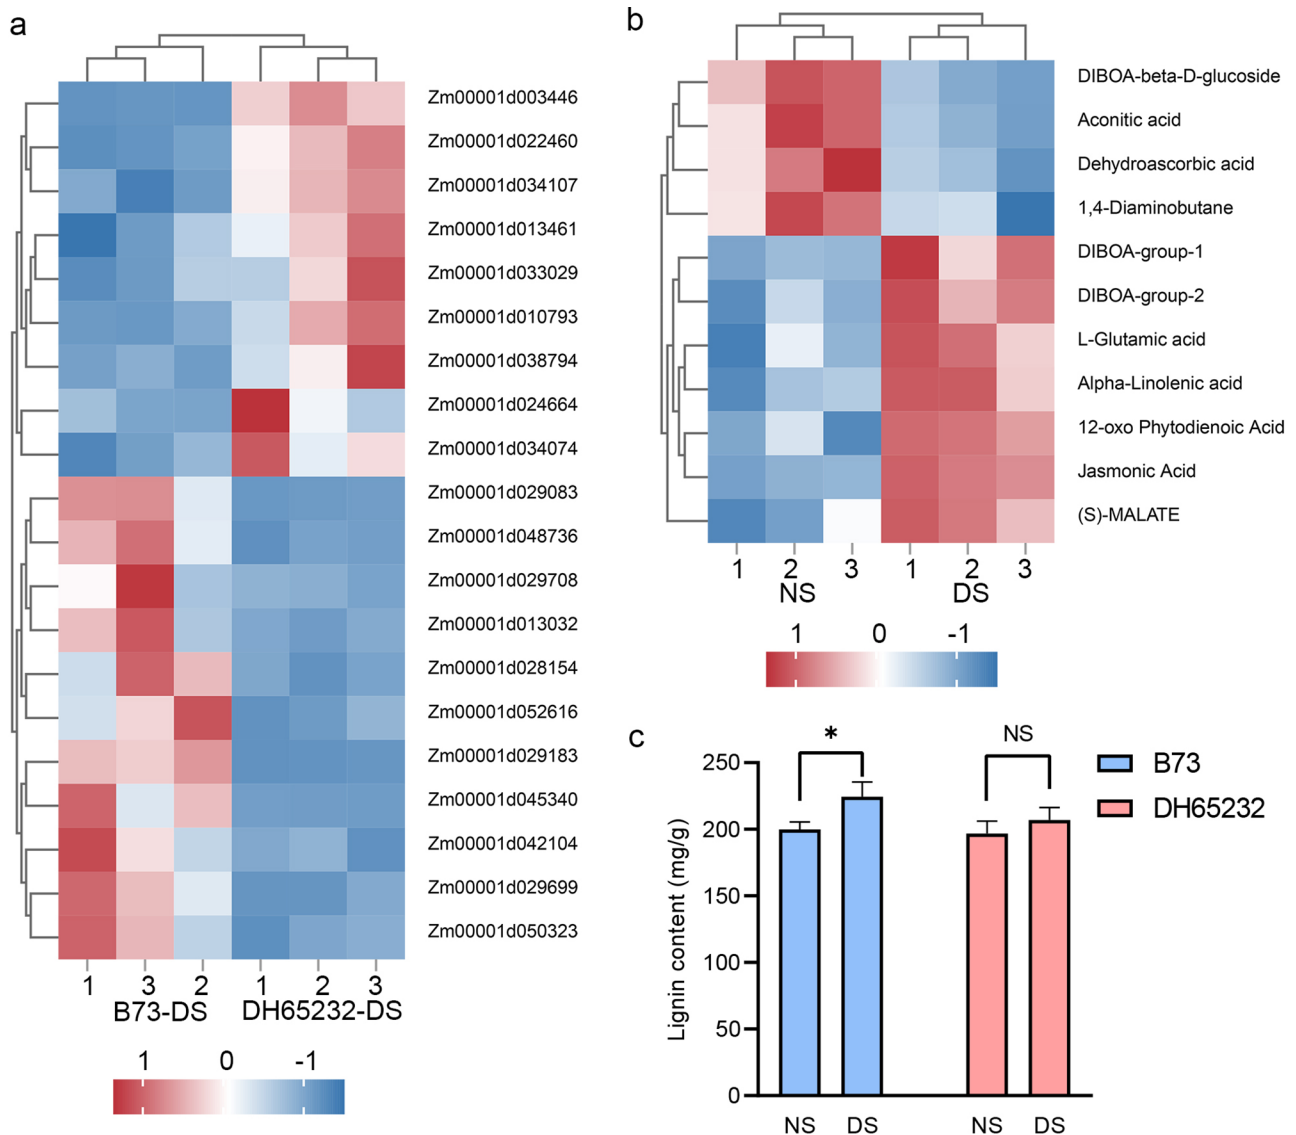 a
Zm00001d003446
Zm00001d022460
Zm00001d034107
Zm00001d013461
Zm00001d033029
Zm00001d010793
Zm00001d038794
Zm00001d024664
Zm00001d034074
Zm00001d029083
Zm00001d048736
Zm00001d029708
Zm00001d013032
Zm00001d028154
Zm00001d052616
Zm00001d029183
Zm00001d045340
Zm00001d042104
Zm00001d029699
Zm00001d050323
1 3 2 1 2 3
B73-DS DH65232-DS
1 0 -1
b
DIBOA-beta-D-glucoside
Aconitic acid
Dehydroascorbic acid
1,4-Diaminobutane
DIBOA-group-1
DIBOA-group-2
L-Glutamic acid
Alpha-Linolenic acid
12-oxo Phytodienoic Acid
Jasmonic Acid
(S)-MALATE
1 2 3 1 2 3
NS DS
1 0 -1
c
* NS
B73
DH65232
Lignin content (mg/g)
250
200
150
100
50
0
NS DS NS DS